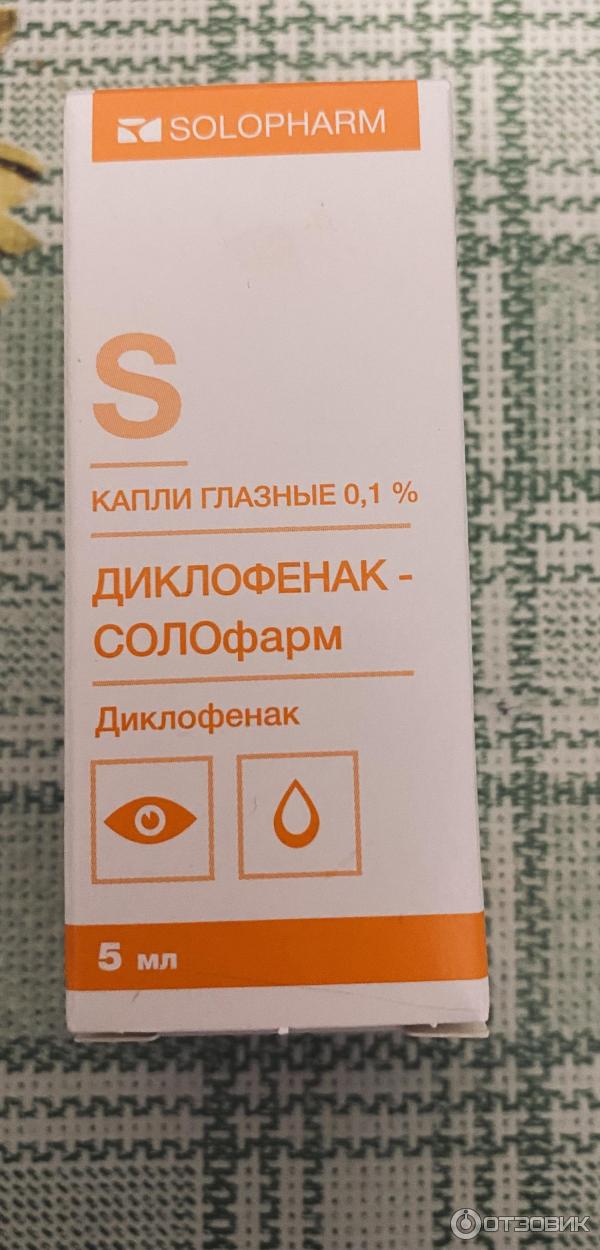 SOLOPHARM
S
КАПЛИ ГЛАЗНЫЕ 0,1 %
ДИКЛОФЕНАК -
СОЛОфарм
Диклофенак
5 мл
ОТЗОВИК